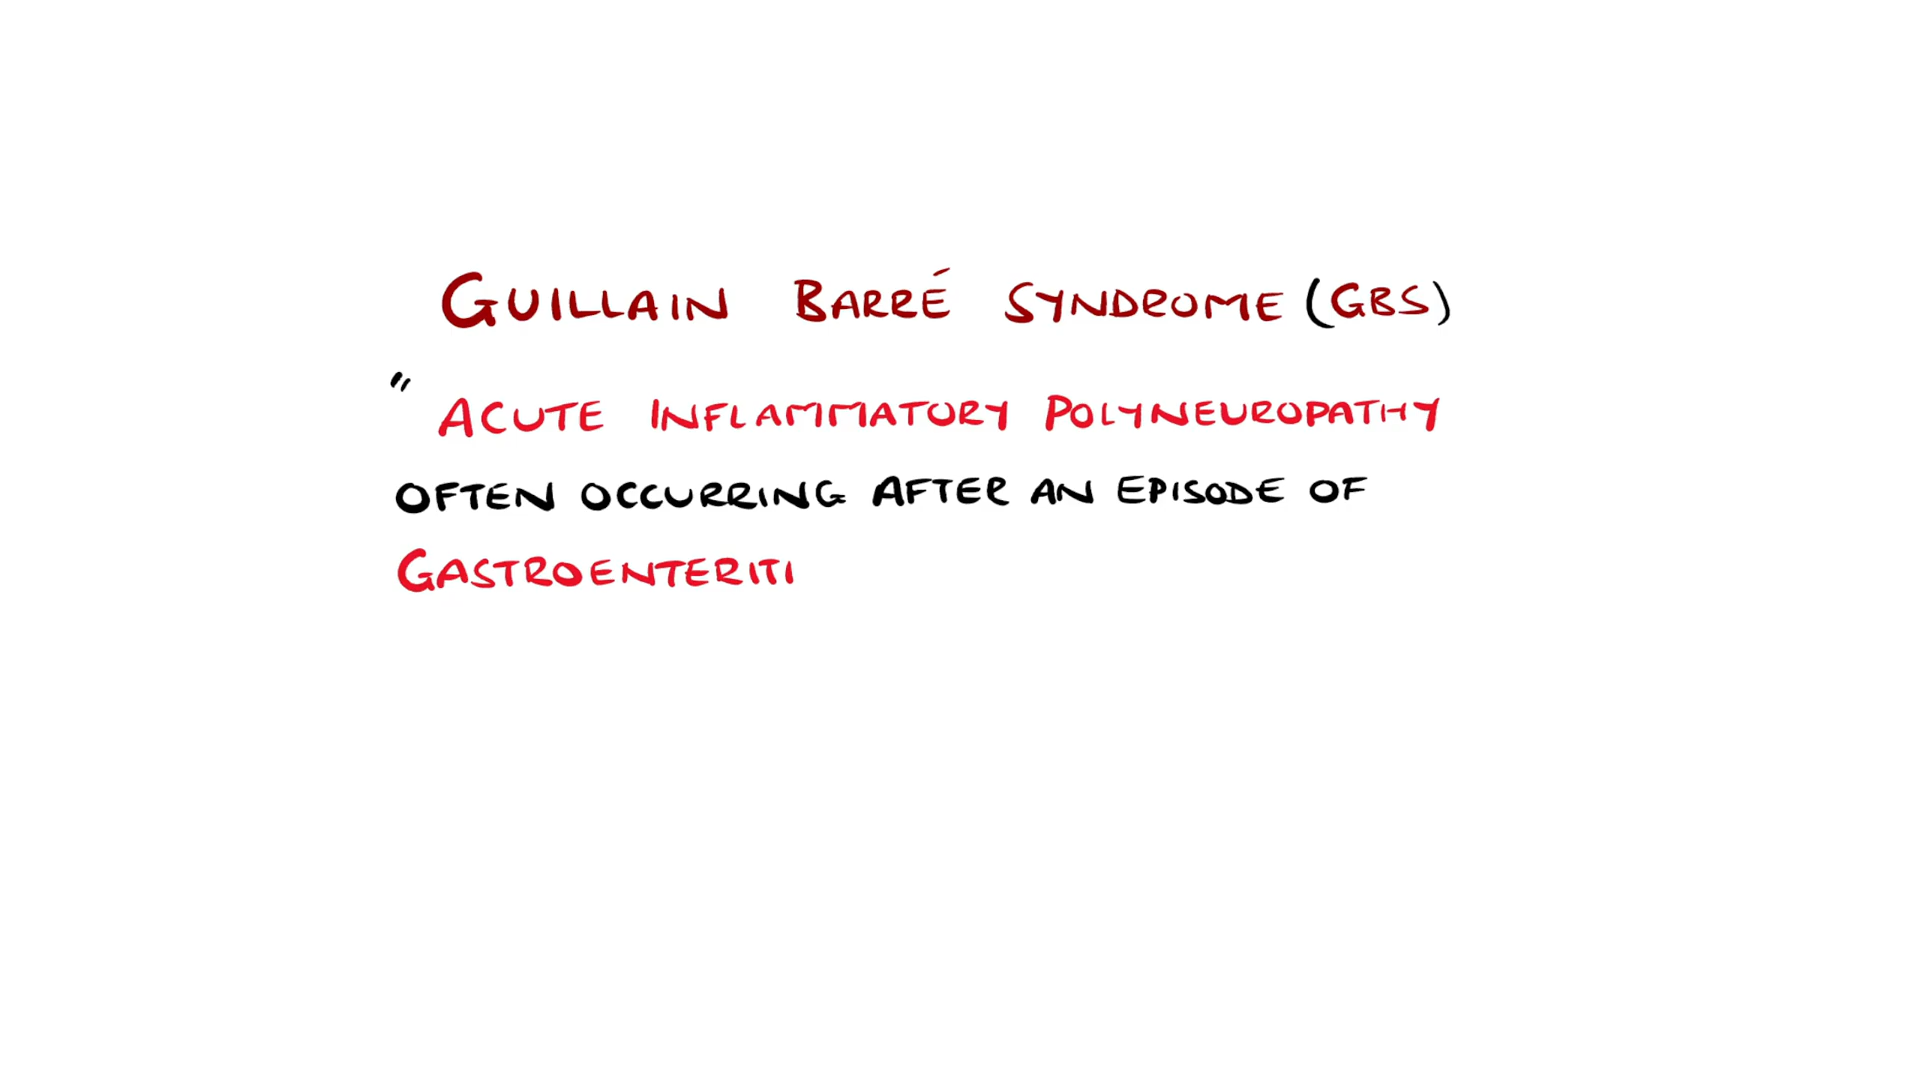 GUILLAIN BARRÉ SYNDROME (GBS)
" ACUTE INFLAMMATORY POLYNEUROPATHY
OFTEN OCCURRING AFTER AN EPISODE OF
GASTROENTERITI